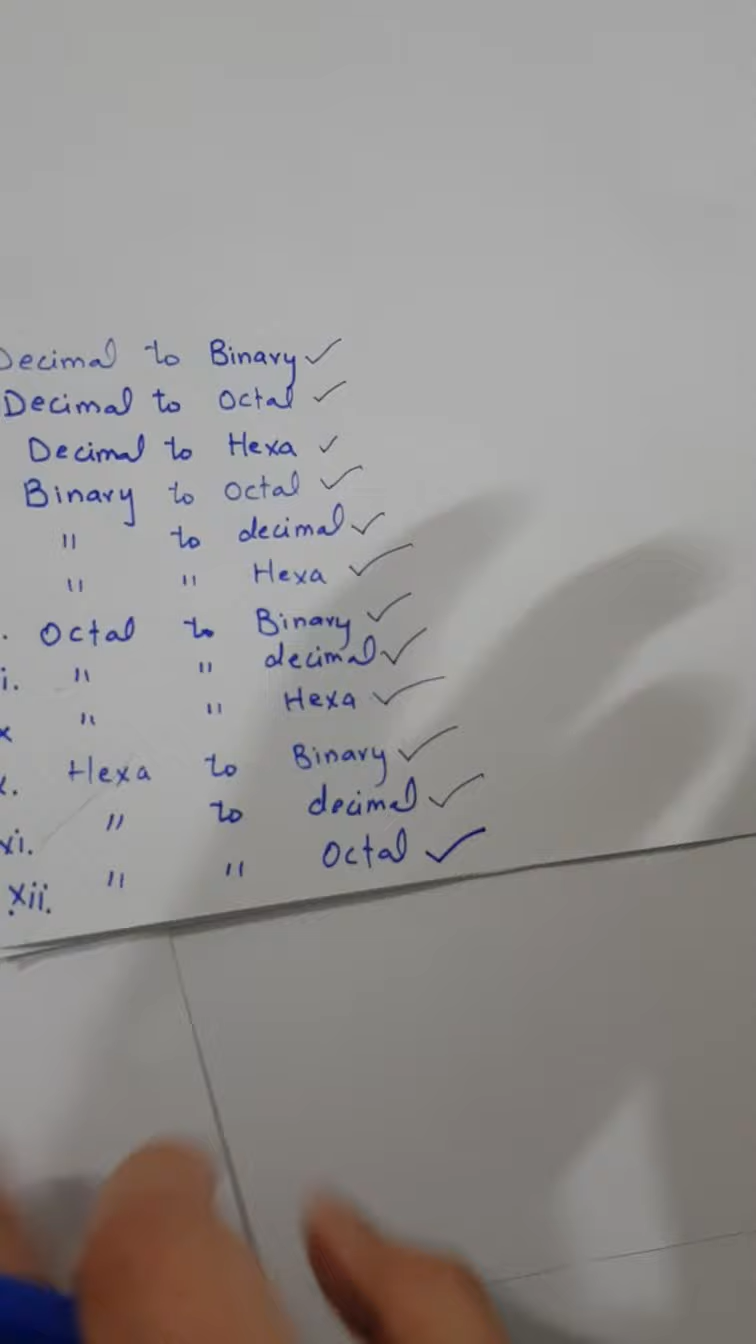 Decimal to Binary ✓
Decimal to Octal ✓
Decimal to Hexa ✓
Binary to Octal ✓
" to decimal ✓
" " Hexa ✓
. Octal to Binary ✓
i. " " decimal ✓
x " " Hexa ✓
x. Hexa to Binary ✓
xi. " to decimal ✓
xii. " " Octal ✓